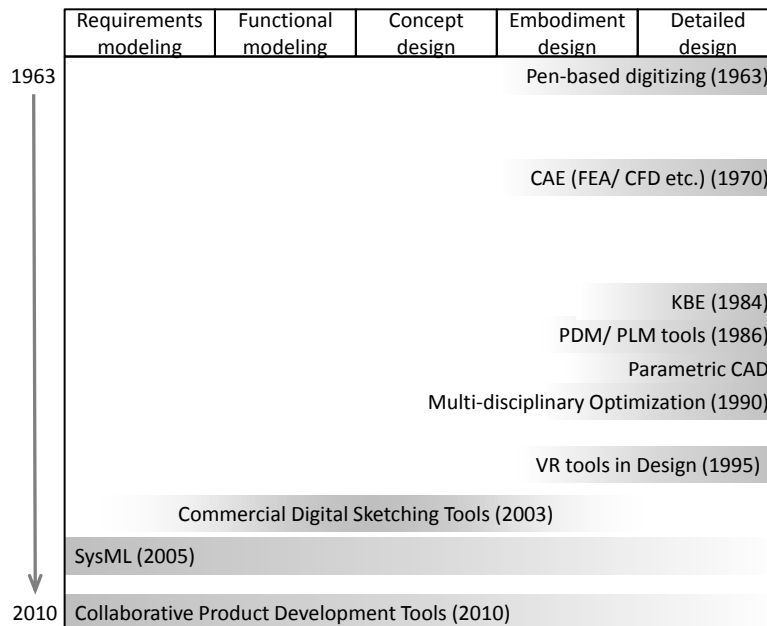 Requirements modeling
Functional modeling
Concept design
Embodiment design
Detailed design
1963
Pen-based digitizing (1963)
CAE (FEA/ CFD etc.) (1970)
KBE (1984)
PDM/ PLM tools (1986)
Parametric CAD
Multi-disciplinary Optimization (1990)
VR tools in Design (1995)
Commercial Digital Sketching Tools (2003)
SysML (2005)
2010
Collaborative Product Development Tools (2010)